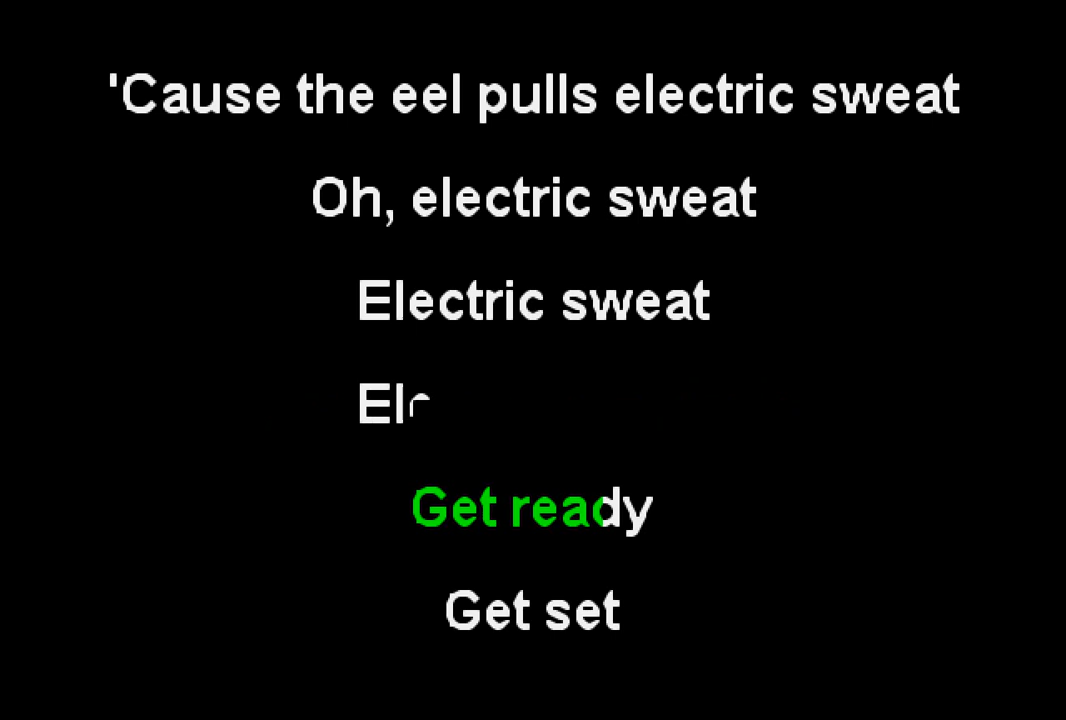 'Cause the eel pulls electric sweat
Oh, electric sweat
Electric sweat
Get ready
Get set